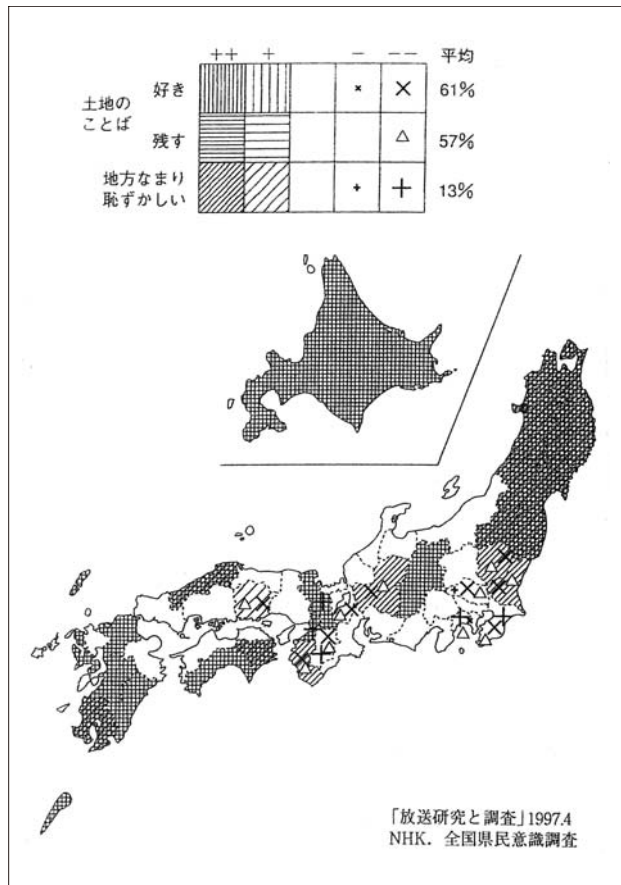 ++ + − −− 平均
土地の
ことば
好き 61%
残す 57%
地方なまり
恥ずかしい 13%
「放送研究と調査」1997.4
NHK. 全国県民意識調査